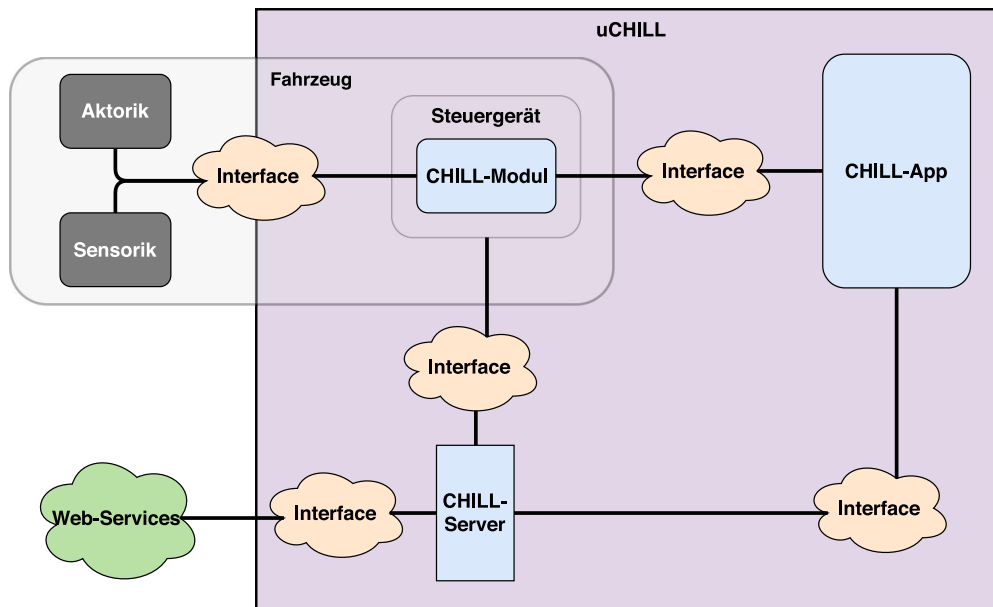 uCHILL
Fahrzeug
Aktorik
Steuergerät
Interface
CHILL-Modul
Interface
CHILL-App
Sensorik
Interface
Web-Services
Interface
CHILL-
Server
Interface